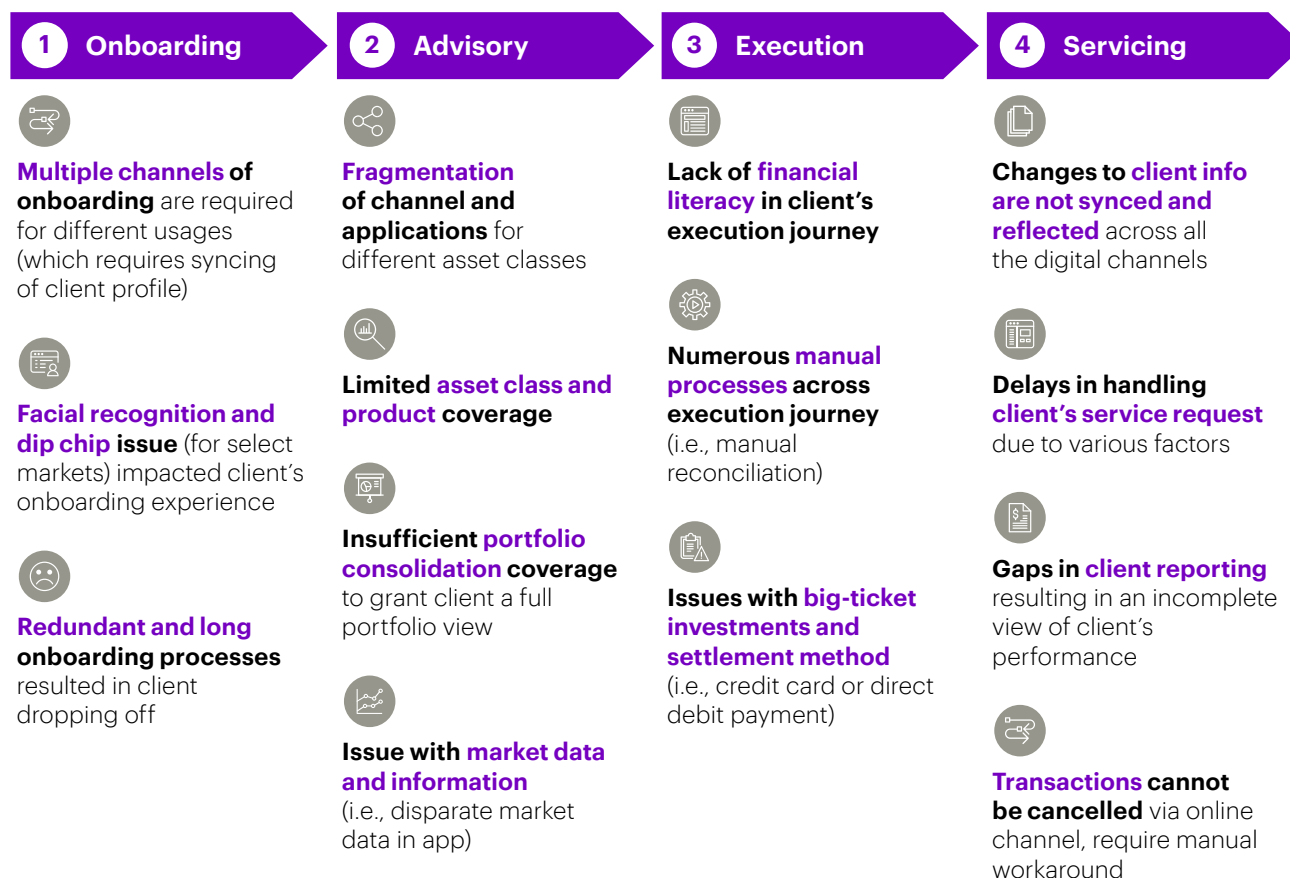 1 Onboarding
Multiple channels of
onboarding are required
for different usages
(which requires syncing
of client profile)
Facial recognition and
dip chip issue (for select
markets) impacted client's
onboarding experience
Redundant and long
onboarding processes
resulted in client
dropping off
2 Advisory
Fragmentation
of channel and
applications for
different asset classes
Limited asset class and
product coverage
Insufficient portfolio
consolidation coverage
to grant client a full
portfolio view
Issue with market data
and information
(i.e., disparate market
data in app)
3 Execution
Lack of financial
literacy in client's
execution journey
Numerous manual
processes across
execution journey
(i.e., manual
reconciliation)
Issues with big-ticket
investments and
settlement method
(i.e., credit card or direct
debit payment)
4 Servicing
Changes to client info
are not synced and
reflected across all
the digital channels
Delays in handling
client's service request
due to various factors
Gaps in client reporting
resulting in an incomplete
view of client's
performance
Transactions cannot
be cancelled via online
channel, require manual
workaround